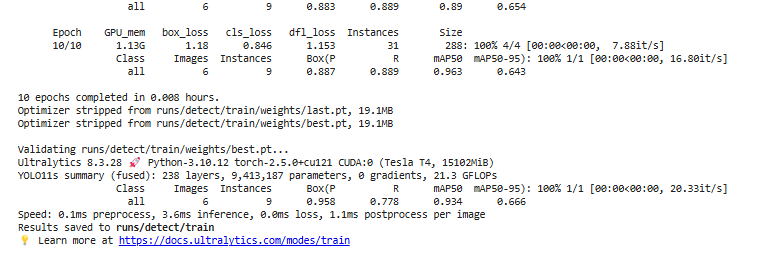 all 6 9 0.883 0.889 0.89 0.654
Epoch GPU_mem box_loss cls_loss dfl_loss Instances Size
10/10 1.13G 1.18 0.846 1.153 31 288: 100% 4/4 [00:00<00:00, 7.88it/s]
Class Images Instances Box(P R mAP50 mAP50-95): 100% 1/1 [00:00<00:00, 16.80it/s]
all 6 9 0.887 0.889 0.963 0.643
10 epochs completed in 0.008 hours.
Optimizer stripped from runs/detect/train/weights/last.pt, 19.1MB
Optimizer stripped from runs/detect/train/weights/best.pt, 19.1MB
Validating runs/detect/train/weights/best.pt...
Ultralytics 8.3.28 🚀 Python-3.10.12 torch-2.5.0+cu121 CUDA:0 (Tesla T4, 15102MiB)
YOLO11s summary (fused): 238 layers, 9,413,187 parameters, 0 gradients, 21.3 GFLOPs
Class Images Instances Box(P R mAP50 mAP50-95): 100% 1/1 [00:00<00:00, 20.33it/s]
all 6 9 0.958 0.778 0.934 0.666
Speed: 0.1ms preprocess, 3.6ms inference, 0.0ms loss, 1.1ms postprocess per image
Results saved to runs/detect/train
💡 Learn more at https://docs.ultralytics.com/modes/train